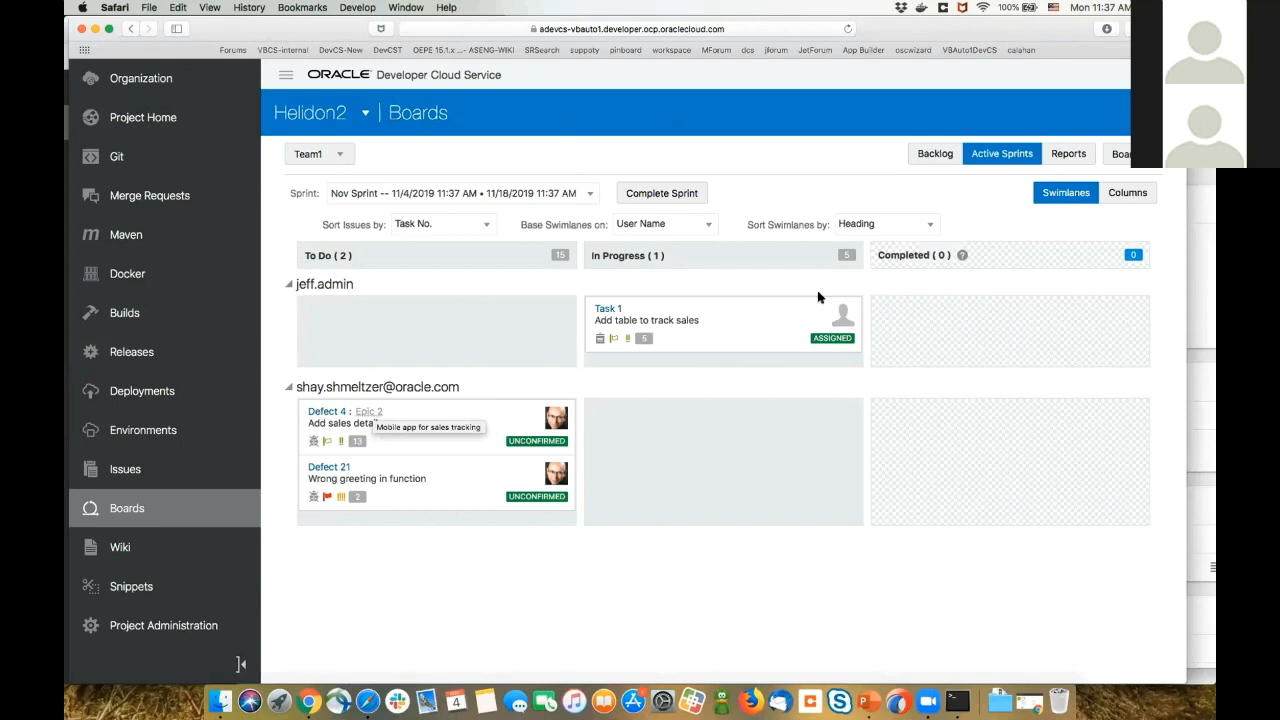 Safari File Edit View History Bookmarks Develop Window Help 100% Mon 11:37 AM
adevcs-vbauto1.developer.ocp.oraclecloud.com
Forums VBCS-internal DevCS-New DevCST OEPE 15.1.x ...- ASENG-WIKI SRSearch suppoty pinboard workspace MForum dcs jforum JetForum App Builder oscwizard VBAuto1DevCS calahan
Organization
ORACLE Developer Cloud Service
Project Home
Helidon2 | Boards
Git
Team1
Backlog Active Sprints Reports Boa
Merge Requests
Sprint: Nov Sprint -- 11/4/2019 11:37 AM • 11/18/2019 11:37 AM Complete Sprint
Swimlanes Columns
Maven
Sort Issues by: Task No. Base Swimlanes on: User Name Sort Swimlanes by: Heading
Docker
To Do ( 2 ) 15 In Progress ( 1 ) 5 Completed ( 0 ) ? 0
jeff.admin
Builds
Task 1
Add table to track sales
5 ASSIGNED
Releases
Deployments
shay.shmeltzer@oracle.com
Environments
Defect 4 : Epic 2
Add sales deta
Mobile app for sales tracking
13 UNCONFIRMED
Issues
Defect 21
Wrong greeting in function
2 UNCONFIRMED
Boards
Wiki
Snippets
Project Administration
4